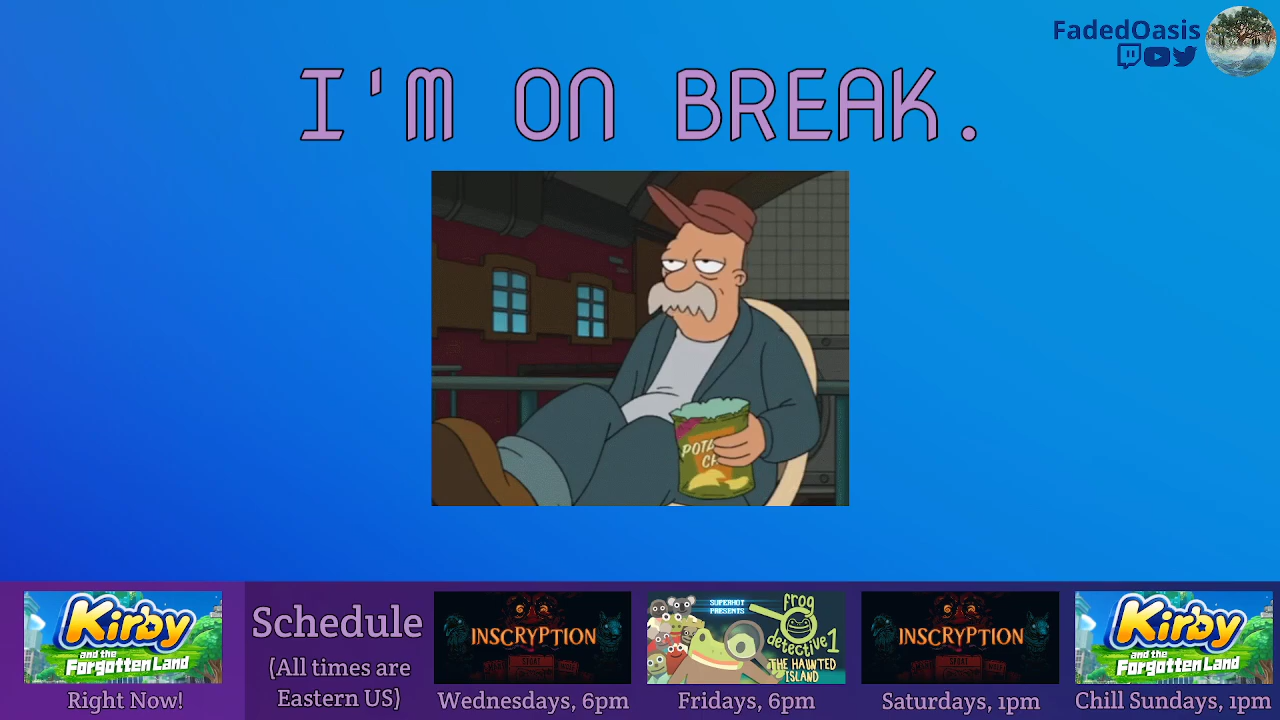 FadedOasis
I'M ON BREAK.
POTA
CH
Kirby
and the
Forgotten Land
Right Now!
Schedule
(All times are
Eastern US)
INSCRYPTION
Wednesdays, 6pm
SUPERHOT
PRESENTS
frog
detective 1
THE HAUNTED
ISLAND
Fridays, 6pm
INSCRYPTION
Saturdays, 1pm
Kirby
and the
Forgotten Land
Chill Sundays, 1pm